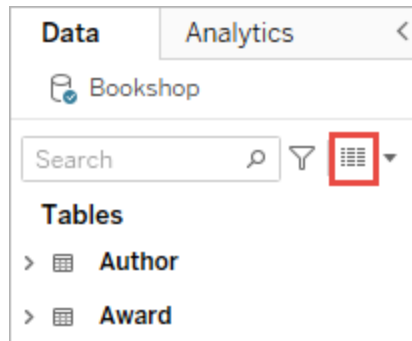 Data Analytics
Bookshop
Search
Tables
Author
Award